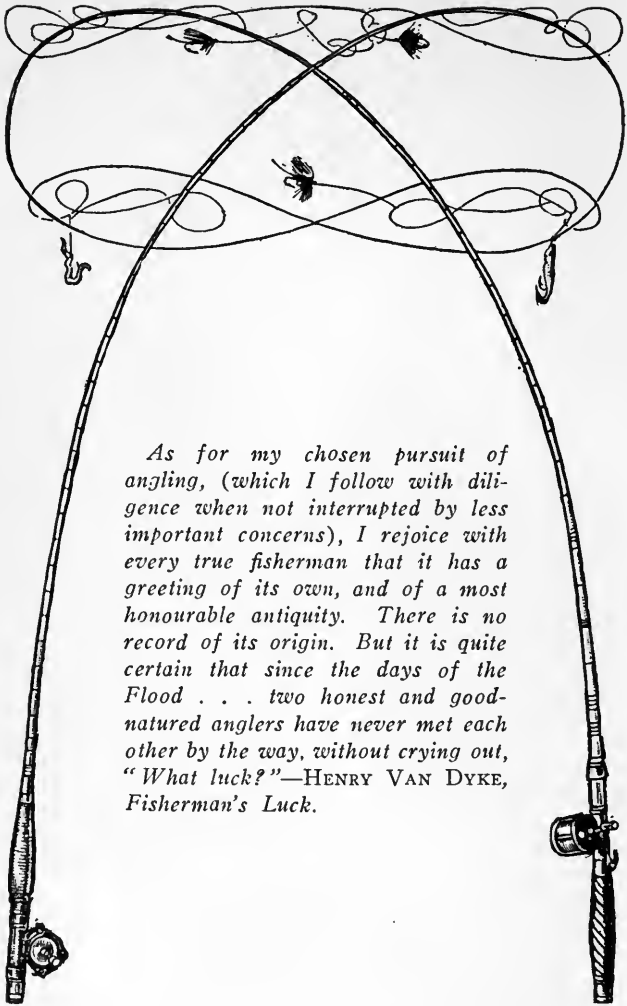 As for my chosen pursuit of
angling, (which I follow with dili-
gence when not interrupted by less
important concerns), I rejoice with
every true fisherman that it has a
greeting of its own, and of a most
honourable antiquity. There is no
record of its origin. But it is quite
certain that since the days of the
Flood . . . two honest and good-
natured anglers have never met each
other by the way, without crying out,
“What luck?”—HENRY VAN DYKE,
Fisherman's Luck.